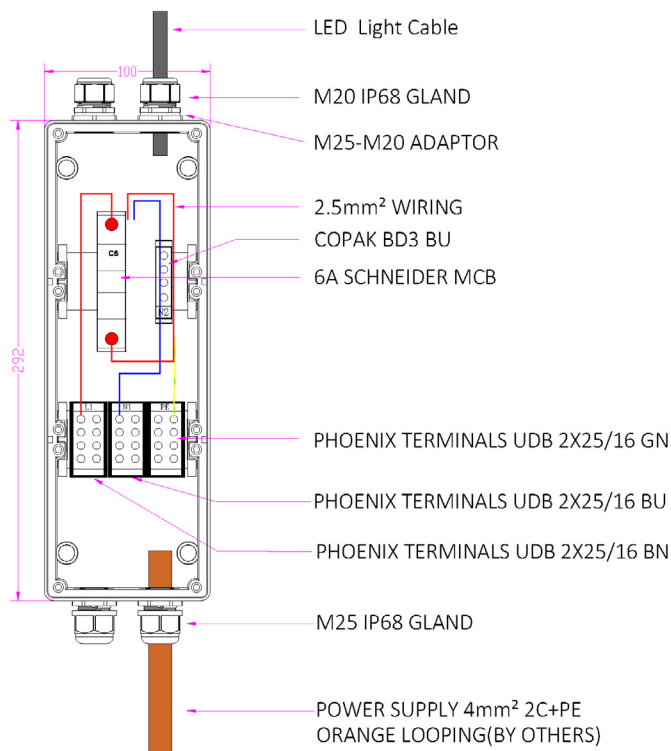 LED Light Cable
100
M20 IP68 GLAND
M25-M20 ADAPTOR
2.5mm² WIRING
COPAK BD3 BU
C6
6A SCHNEIDER MCB
N2
292
L1 N1 PE
PHOENIX TERMINALS UDB 2X25/16 GN
PHOENIX TERMINALS UDB 2X25/16 BU
PHOENIX TERMINALS UDB 2X25/16 BN
M25 IP68 GLAND
POWER SUPPLY 4mm² 2C+PE
ORANGE LOOPING(BY OTHERS)